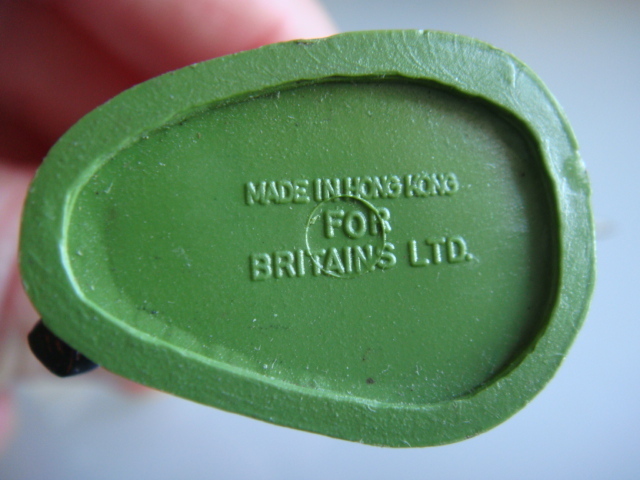 MADE IN HONG KONG
FOR
BRITAINS LTD.